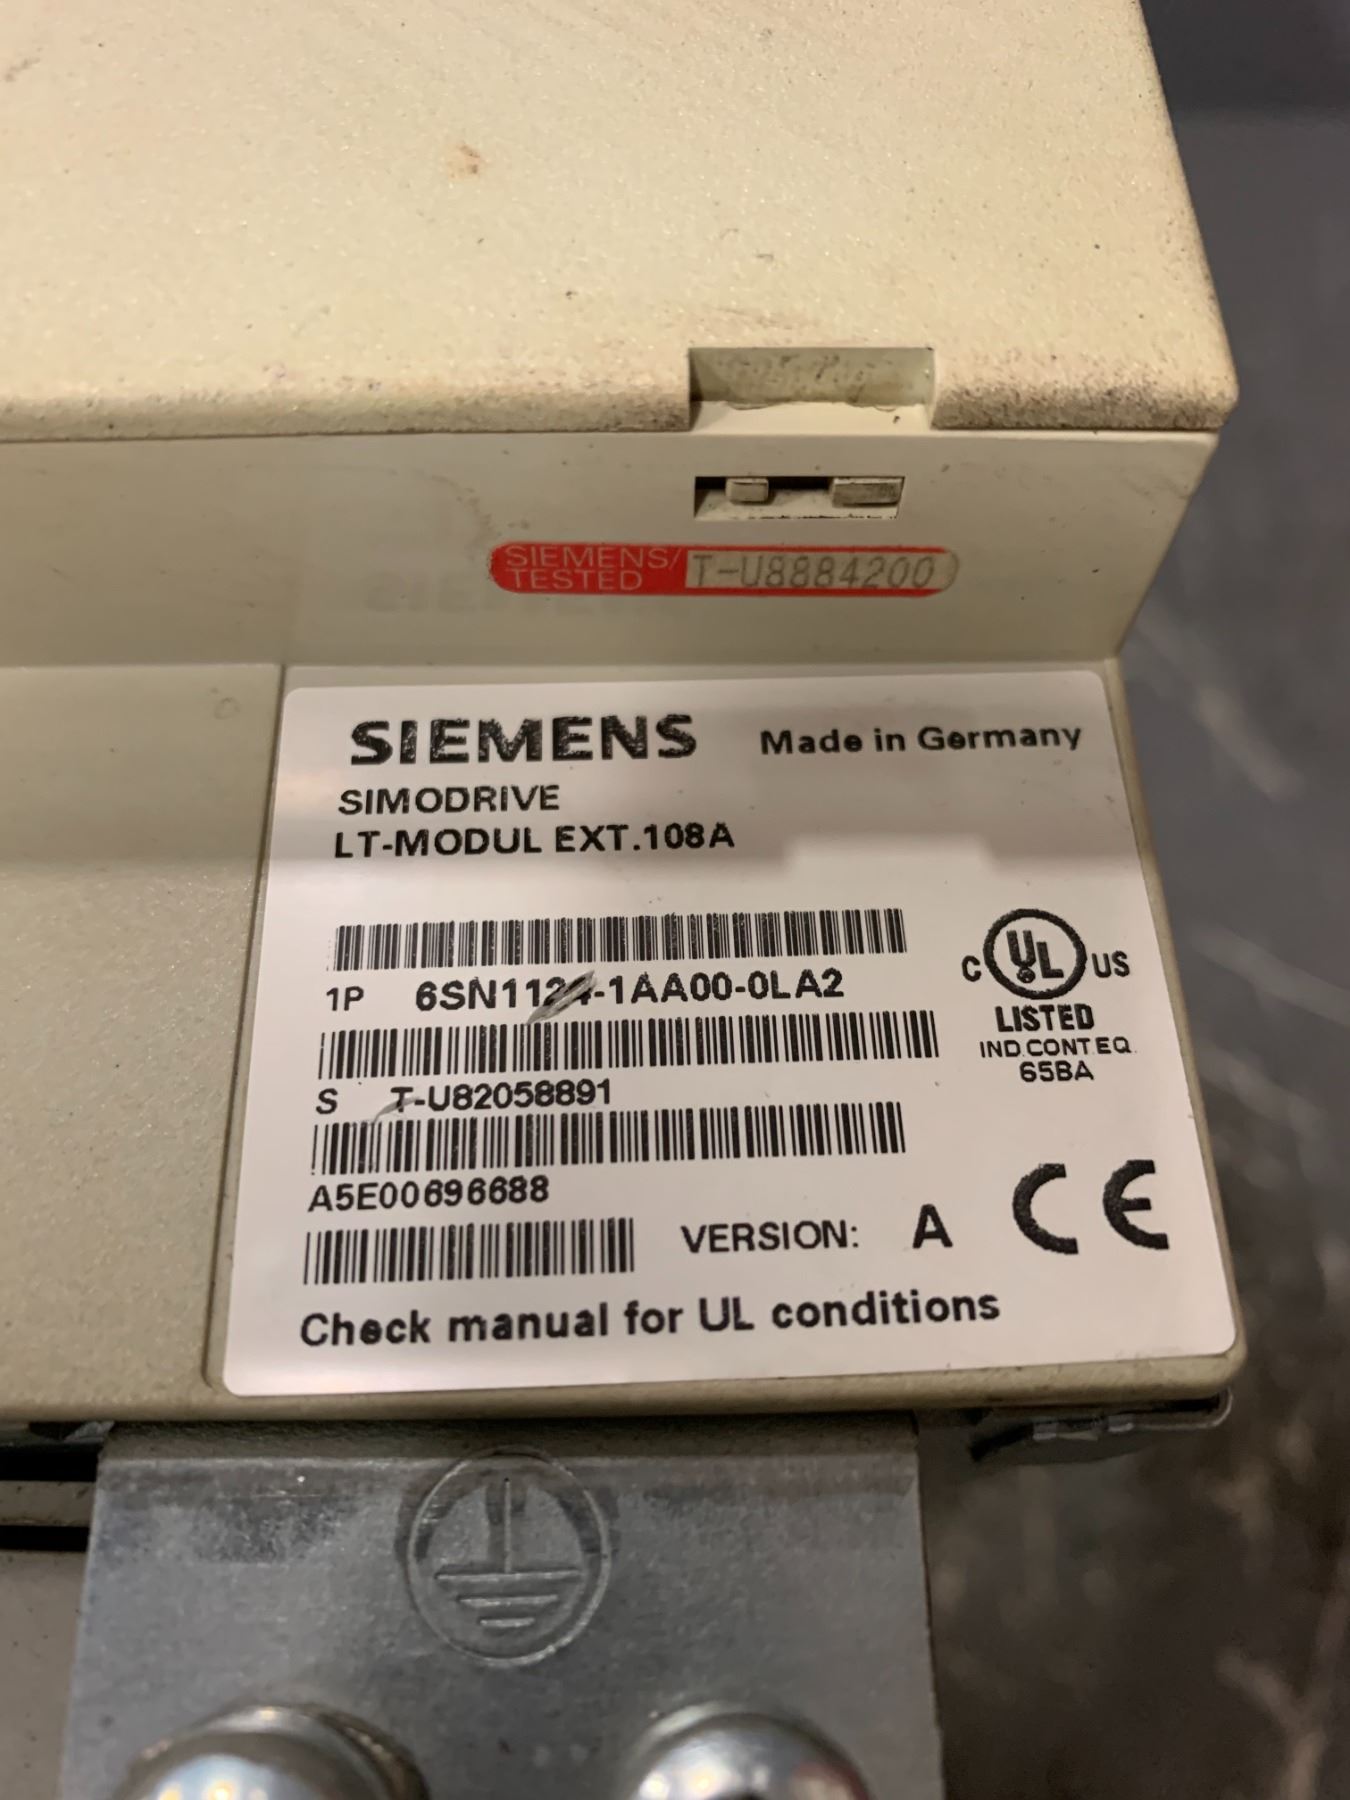 SIEMENS/ T-U8884200
TESTED
SIEMENS Made in Germany
SIMODRIVE
LT-MODUL EXT.108A
1P 6SN1124-1AA00-0LA2
C UL US
LISTED
IND.CONT.EQ.
65BA
S T-U82058891
A5E00696688
VERSION: A CE
Check manual for UL conditions